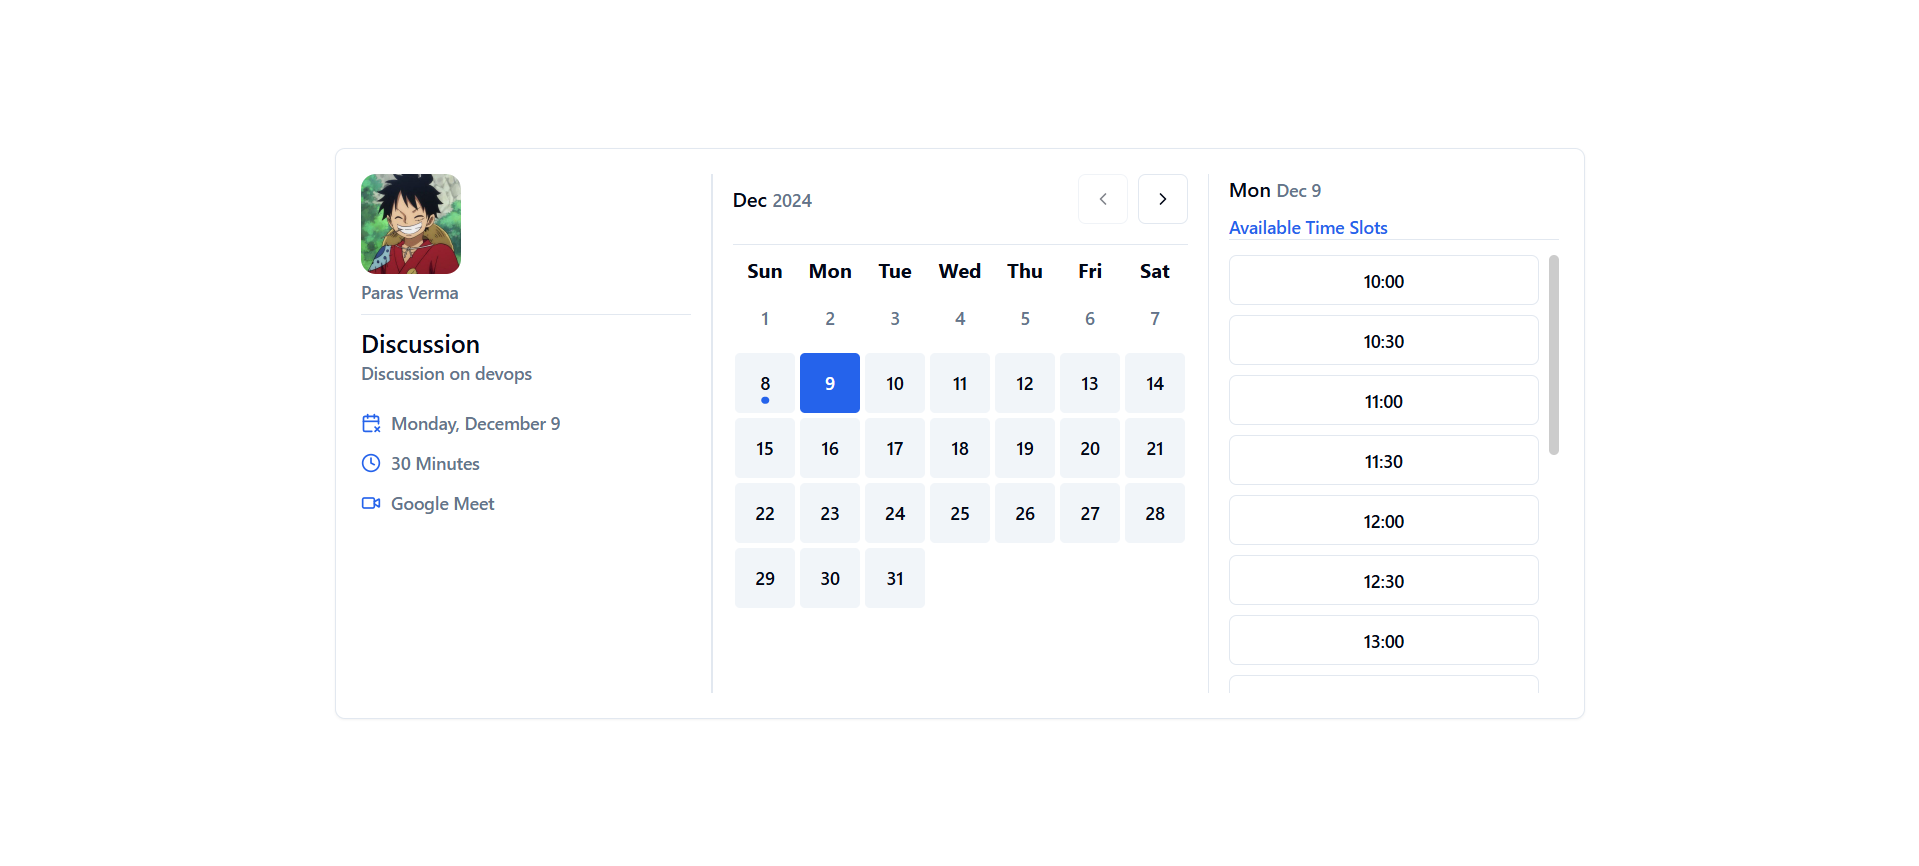 Paras Verma
Discussion
Discussion on devops
Monday, December 9
30 Minutes
Google Meet
Dec 2024
Sun Mon Tue Wed Thu Fri Sat
1 2 3 4 5 6 7
8 9 10 11 12 13 14
15 16 17 18 19 20 21
22 23 24 25 26 27 28
29 30 31
Mon Dec 9
Available Time Slots
10:00
10:30
11:00
11:30
12:00
12:30
13:00